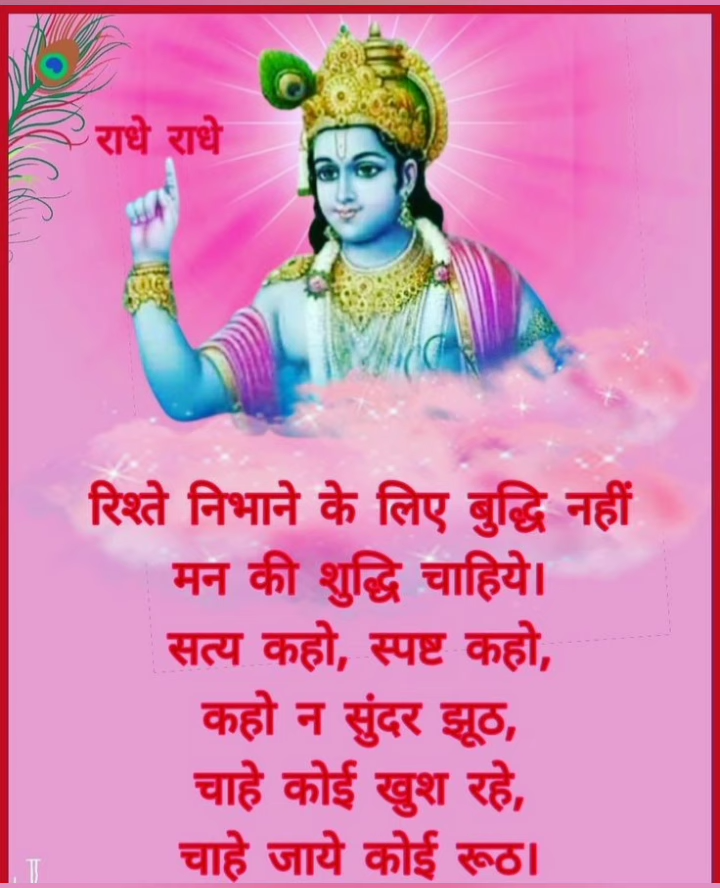 राधे राधे
रिश्ते निभाने के लिए बुद्धि नहीं
मन की शुद्धि चाहिये।
सत्य कहो, स्पष्ट कहो,
कहो न सुंदर झूठ,
चाहे कोई खुश रहे,
चाहे जाये कोई रूठ।